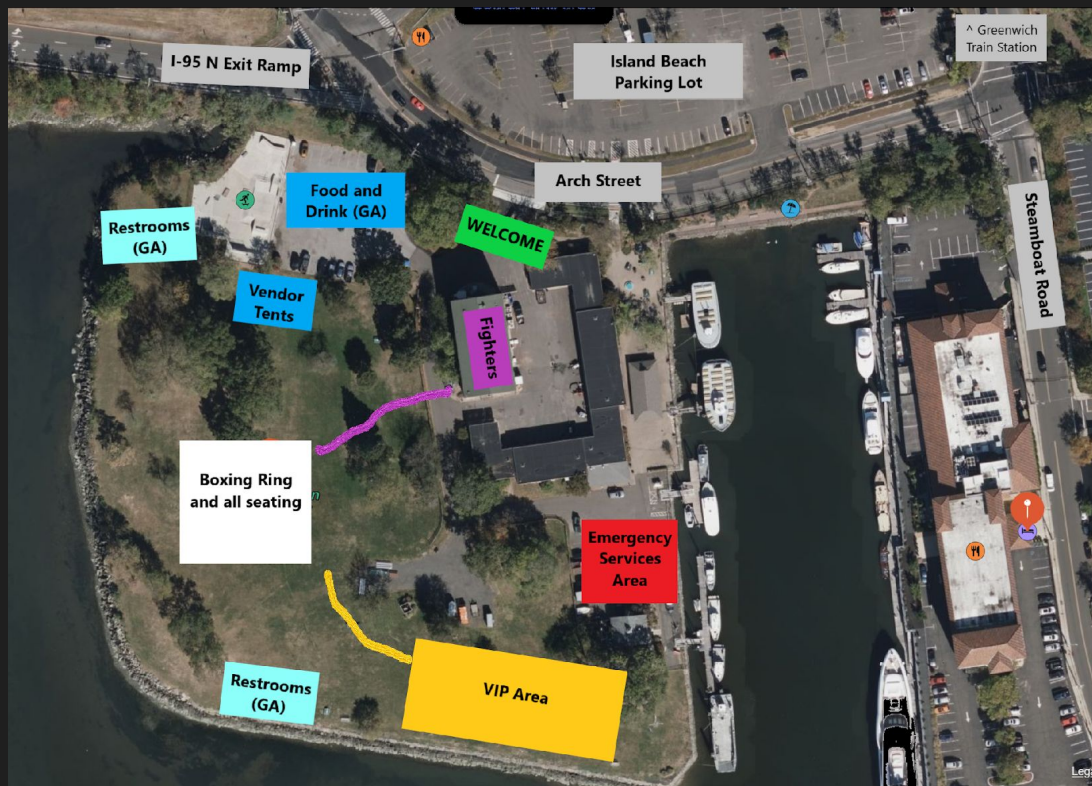 ^ Greenwich
Train Station
I-95 N Exit Ramp
Island Beach
Parking Lot
Arch Street
Food and
Drink (GA)
Restrooms
(GA)
WELCOME
Steamboat Road
Vendor
Tents
Fighters
Boxing Ring
and all seating
n
Emergency
Services
Area
VIP Area
Restrooms
(GA)